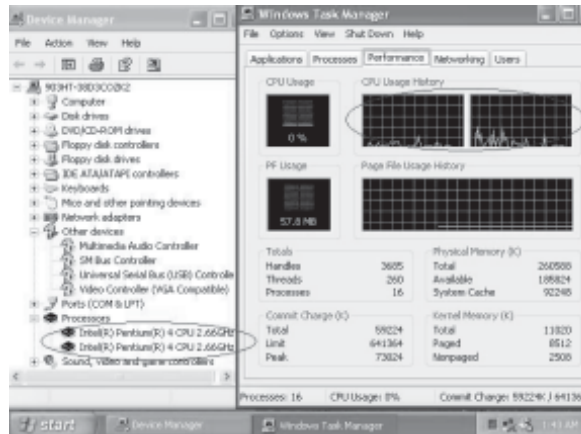 Device Manager
File Action View Help
903HT-38D3CO2K2
Computer
Disk drives
DVD/CD-ROM drives
Floppy disk controllers
Floppy disk drives
IDE ATA/ATAPI controllers
Keyboards
Mice and other pointing devices
Network adapters
Other devices
Multimedia Audio Controller
SM Bus Controller
Universal Serial Bus (USB) Controlle
Video Controller (VGA Compatible)
Ports (COM & LPT)
Processors
Intel(R) Pentium(R) 4 CPU 2.66GHz
Intel(R) Pentium(R) 4 CPU 2.66GHz
Sound, video and game controllers
Windows Task Manager
File Options View Shut Down Help
Applications Processes Performance Networking Users
CPU Usage
0 %
CPU Usage History
PF Usage
57.8 MB
Page File Usage History
Totals
Handles 3685
Threads 260
Processes 16
Physical Memory (K)
Total 260588
Available 185824
System Cache 92248
Commit Charge (K)
Total 59224
Limit 641364
Peak 73024
Kernel Memory (K)
Total 11020
Paged 8512
Nonpaged 2508
Processes: 16 CPU Usage: 0% Commit Charge: 59224K / 64136
start Device Manager Windows Task Manager 1:43 AM